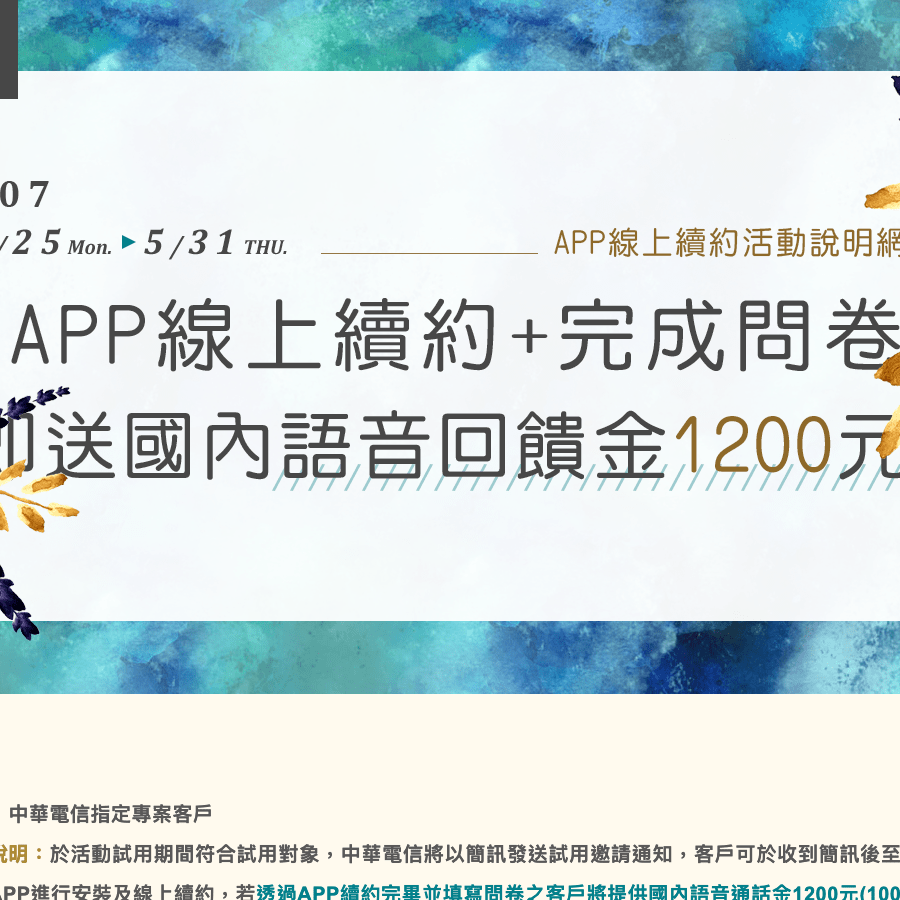 07
/25 Mon. ▶ 5/31 THU.
APP線上續約活動說明網
APP線上續約+完成問卷
即送國內語音回饋金1200元
中華電信指定專案客戶
說明：於活動試用期間符合試用對象，中華電信將以簡訊發送試用邀請通知，客戶可於收到簡訊後至
APP進行安裝及線上續約，若透過APP續約完畢並填寫問卷之客戶將提供國內語音通話金1200元(100